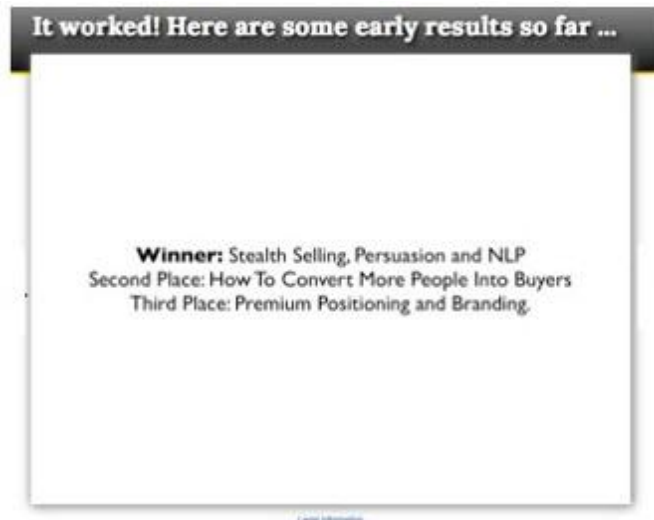 It worked! Here are some early results so far ...
Winner: Stealth Selling, Persuasion and NLP
Second Place: How To Convert More People Into Buyers
Third Place: Premium Positioning and Branding.